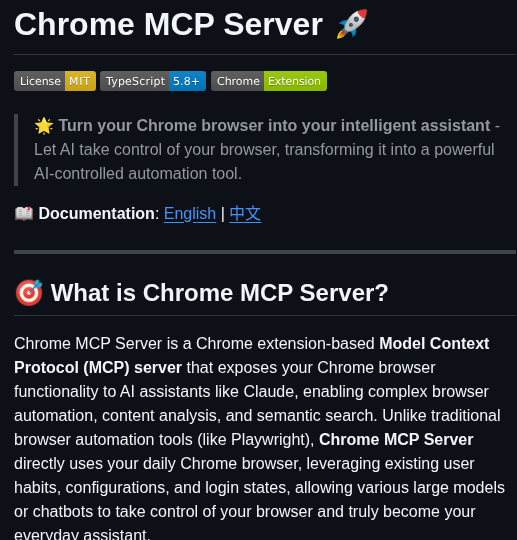 Chrome MCP Server 🚀
License MIT TypeScript 5.8+ Chrome Extension
🌟 Turn your Chrome browser into your intelligent assistant -
Let AI take control of your browser, transforming it into a powerful
AI-controlled automation tool.
📖 Documentation: English | 中文
🎯 What is Chrome MCP Server?
Chrome MCP Server is a Chrome extension-based Model Context
Protocol (MCP) server that exposes your Chrome browser
functionality to AI assistants like Claude, enabling complex browser
automation, content analysis, and semantic search. Unlike traditional
browser automation tools (like Playwright), Chrome MCP Server
directly uses your daily Chrome browser, leveraging existing user
habits, configurations, and login states, allowing various large models
or chatbots to take control of your browser and truly become your
everyday assistant.